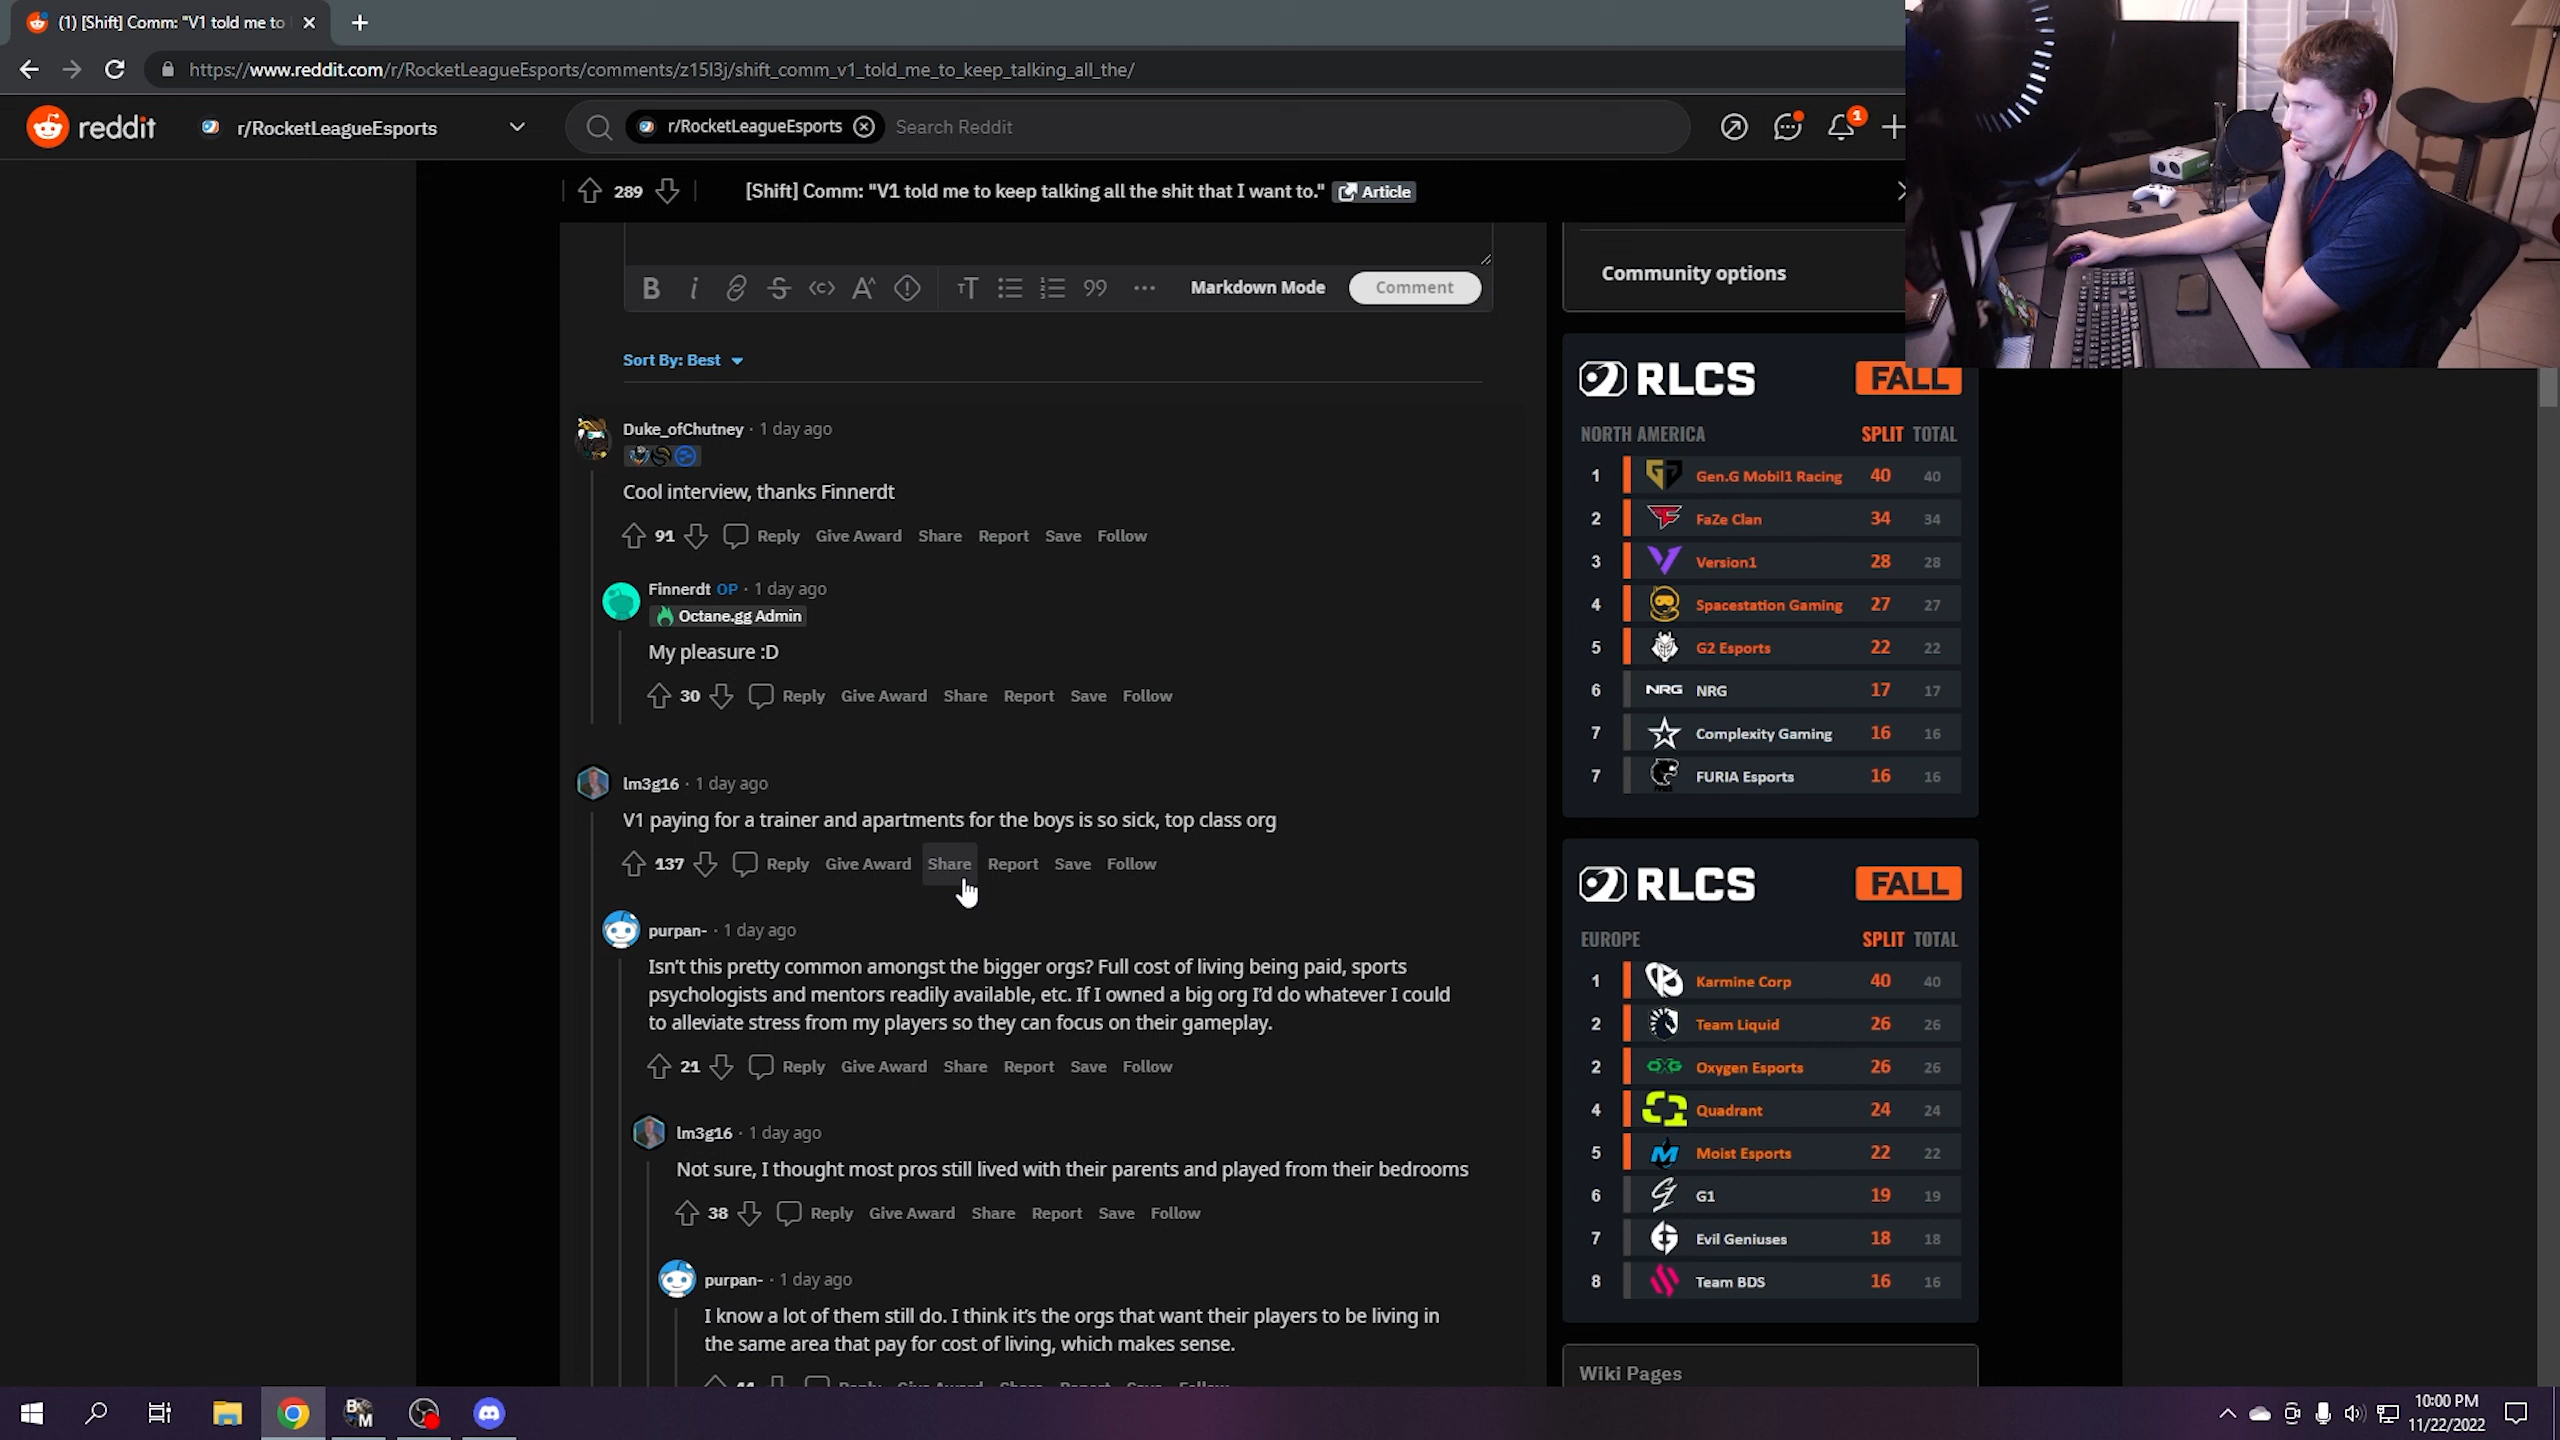 (1) [Shift] Comm: "V1 told me to
https://www.reddit.com/r/RocketLeagueEsports/comments/z15l3j/shift_comm_v1_told_me_to_keep_talking_all_the/
reddit
r/RocketLeagueEsports
r/RocketLeagueEsports
Search Reddit
1
289
[Shift] Comm: "V1 told me to keep talking all the shit that I want to."
Article
Markdown Mode
Comment
Sort By: Best
Duke_ofChutney · 1 day ago
Cool interview, thanks Finnerdt
91 Reply Give Award Share Report Save Follow
Finnerdt OP · 1 day ago
Octane.gg Admin
My pleasure :D
30 Reply Give Award Share Report Save Follow
lm3g16 · 1 day ago
V1 paying for a trainer and apartments for the boys is so sick, top class org
137 Reply Give Award Share Report Save Follow
purpan- · 1 day ago
Isn't this pretty common amongst the bigger orgs? Full cost of living being paid, sports
psychologists and mentors readily available, etc. If I owned a big org I'd do whatever I could
to alleviate stress from my players so they can focus on their gameplay.
21 Reply Give Award Share Report Save Follow
lm3g16 · 1 day ago
Not sure, I thought most pros still lived with their parents and played from their bedrooms
38 Reply Give Award Share Report Save Follow
purpan- · 1 day ago
I know a lot of them still do. I think it's the orgs that want their players to be living in
the same area that pay for cost of living, which makes sense.
44 Reply Give Award Share Report Save Follow
Community options
RLCS FALL
NORTH AMERICA SPLIT TOTAL
1 Gen.G Mobil1 Racing 40 40
2 FaZe Clan 34 34
3 Version1 28 28
4 Spacestation Gaming 27 27
5 G2 Esports 22 22
6 NRG NRG 17 17
7 Complexity Gaming 16 16
7 FURIA Esports 16 16
RLCS FALL
EUROPE SPLIT TOTAL
1 Karmine Corp 40 40
2 Team Liquid 26 26
2 OXG Oxygen Esports 26 26
4 Quadrant 24 24
5 Moist Esports 22 22
6 G1 19 19
7 Evil Geniuses 18 18
8 Team BDS 16 16
Wiki Pages
10:00 PM
11/22/2022